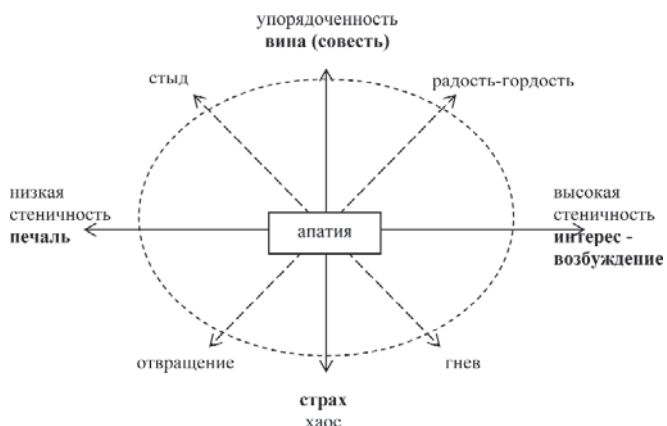 упорядоченность
вина (совесть)
стыд
радость-гордость
низкая
стеничность
печаль
апатия
высокая
стеничность
интерес -
возбуждение
отвращение
гнев
страх
хаос